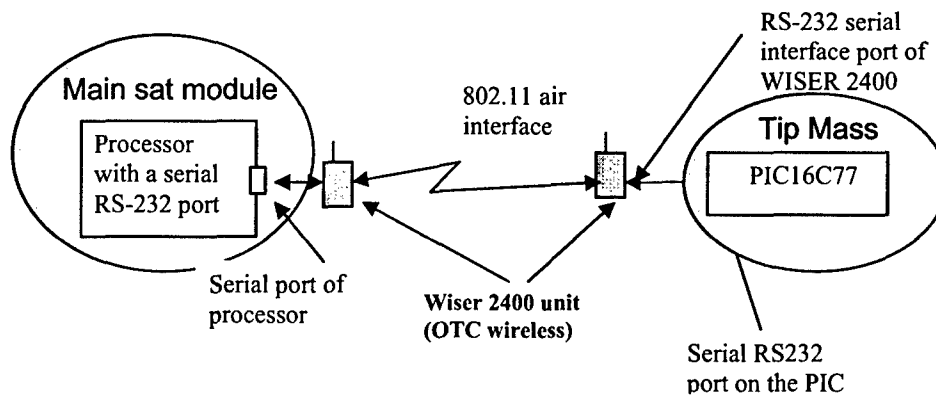 RS-232 serial
interface port of
WISER 2400
Main sat module
802.11 air
interface
Tip Mass
Processor
with a serial
RS-232 port
PIC16C77
Serial port of
processor
Wiser 2400 unit
(OTC wireless)
Serial RS232
port on the PIC